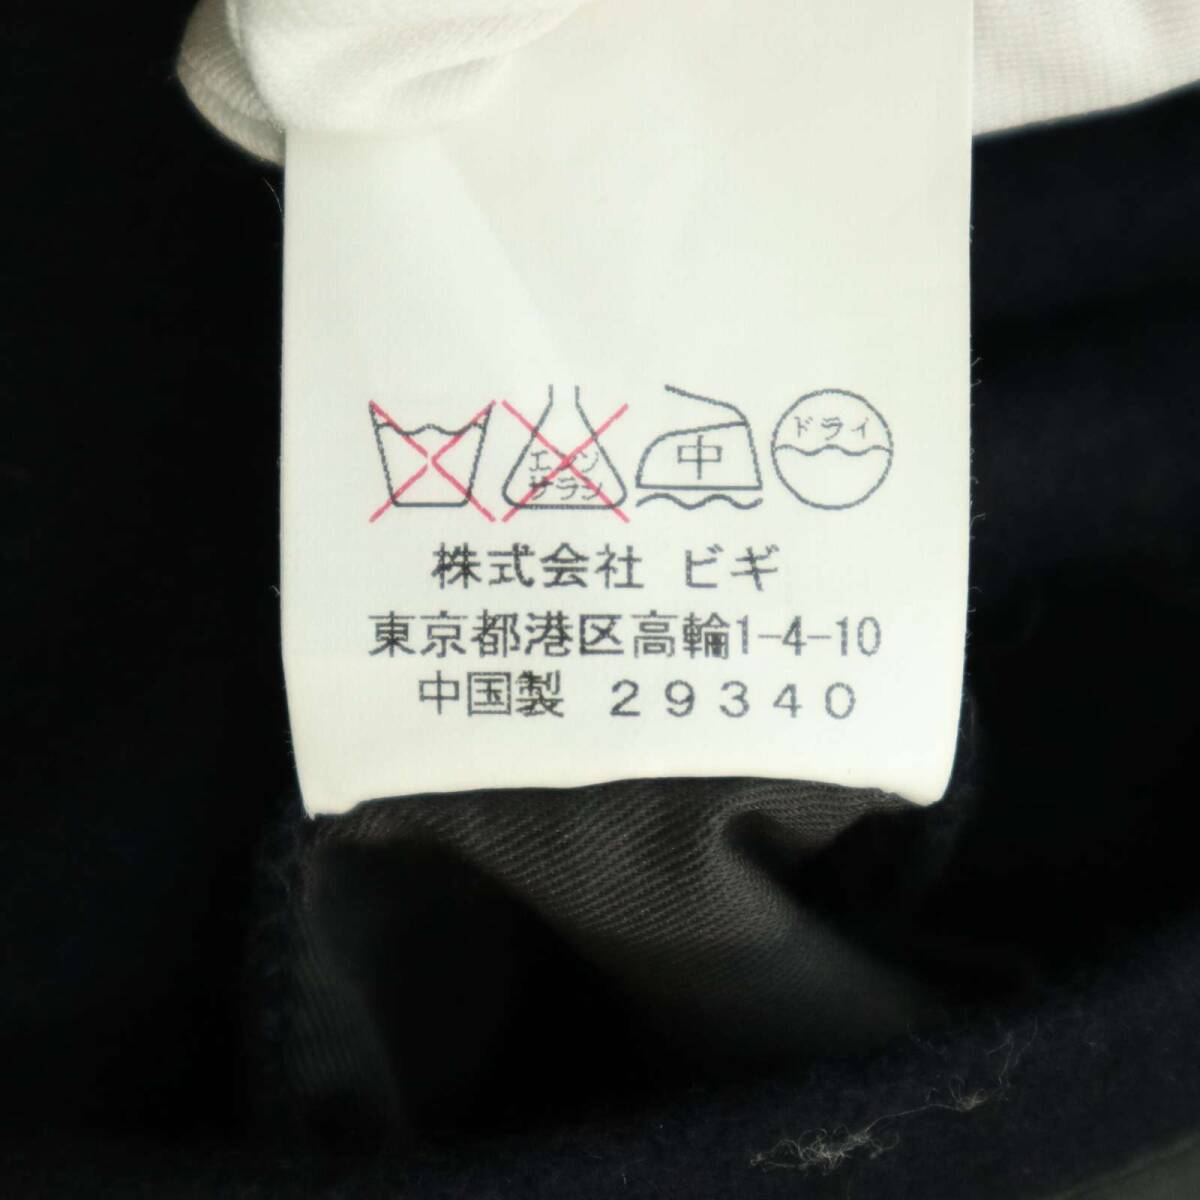 エンソ
サラシ
中
ドライ
株式会社 ビギ
東京都港区高輪1-4-10
中国製 29340